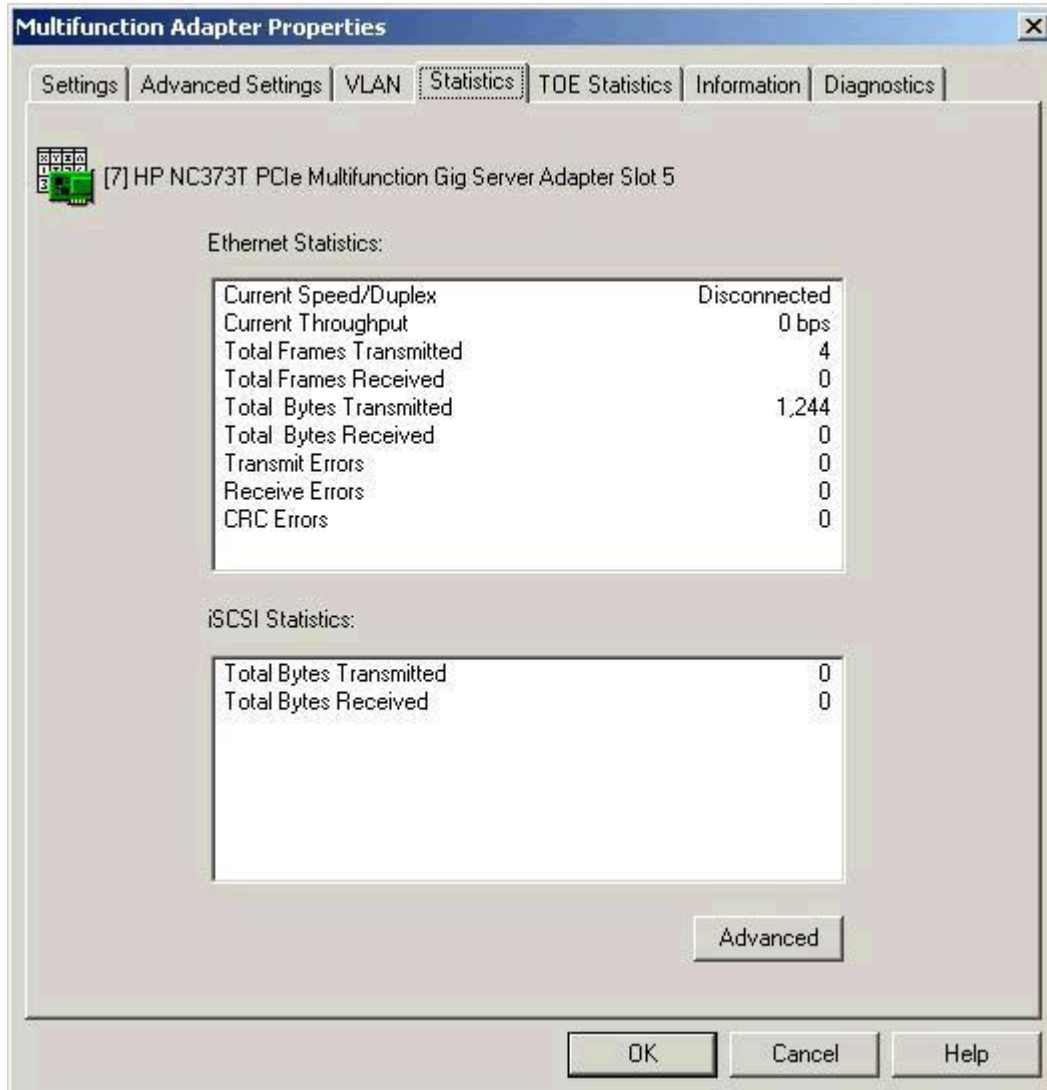 Multifunction Adapter Properties
Settings Advanced Settings VLAN Statistics TOE Statistics Information Diagnostics
[7] HP NC373T PCIe Multifunction Gig Server Adapter Slot 5
Ethernet Statistics:
Current Speed/Duplex Disconnected
Current Throughput 0 bps
Total Frames Transmitted 4
Total Frames Received 0
Total Bytes Transmitted 1,244
Total Bytes Received 0
Transmit Errors 0
Receive Errors 0
CRC Errors 0
iSCSI Statistics:
Total Bytes Transmitted 0
Total Bytes Received 0
Advanced
OK Cancel Help